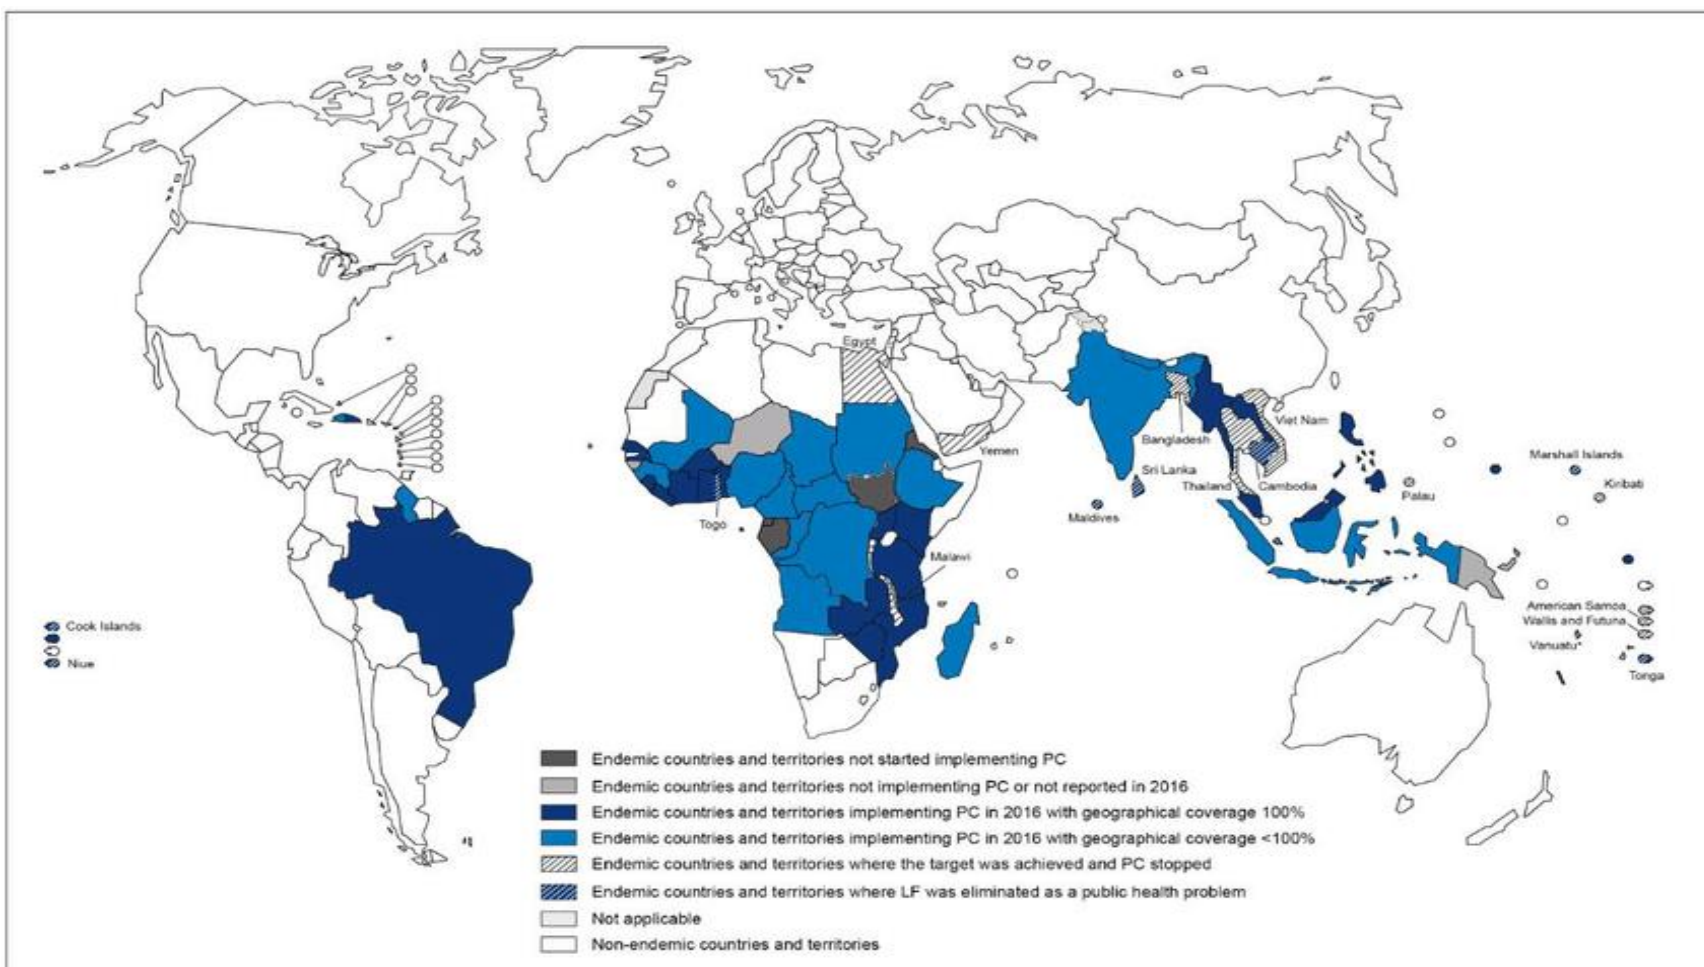 Egypt
Yemen
Togo
Malawi
Bangladesh
Viet Nam
Sri Lanka
Thailand
Cambodia
Maldives
Palau
Marshall Islands
Kiribati
American Samoa
Wallis and Futuna
Vanuatu*
Tonga
Cook Islands
Niue
Endemic countries and territories not started implementing PC
Endemic countries and territories not implementing PC or not reported in 2016
Endemic countries and territories implementing PC in 2016 with geographical coverage 100%
Endemic countries and territories implementing PC in 2016 with geographical coverage <100%
Endemic countries and territories where the target was achieved and PC stopped
Endemic countries and territories where LF was eliminated as a public health problem
Not applicable
Non-endemic countries and territories